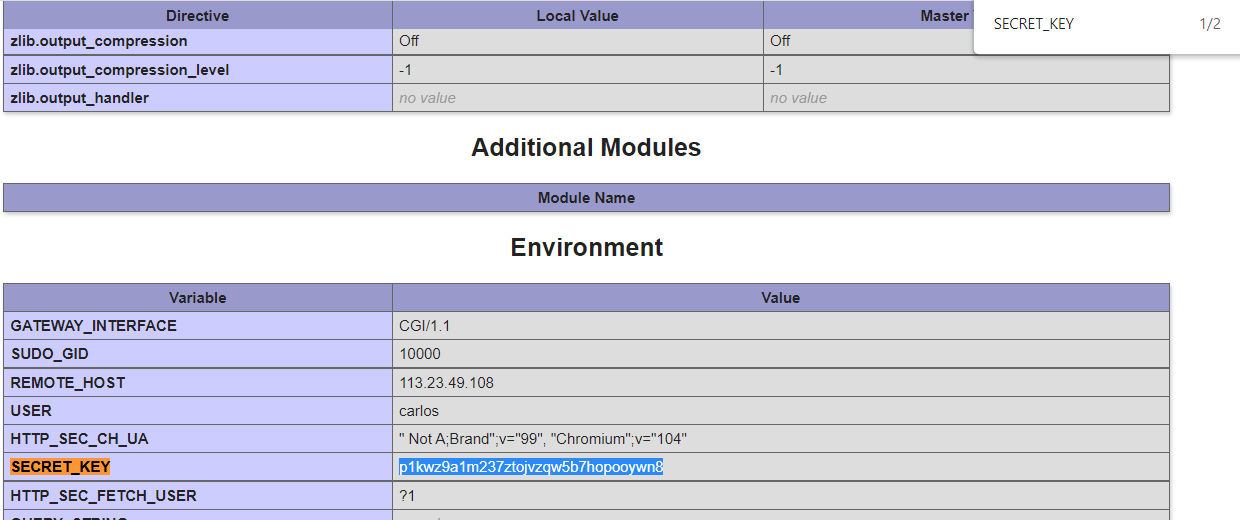 Directive Local Value Master
SECRET_KEY 1/2
zlib.output_compression Off Off
zlib.output_compression_level -1 -1
zlib.output_handler no value no value
Additional Modules
Module Name
Environment
Variable Value
GATEWAY_INTERFACE CGI/1.1
SUDO_GID 10000
REMOTE_HOST 113.23.49.108
USER carlos
HTTP_SEC_CH_UA " Not A;Brand";v="99", "Chromium";v="104"
SECRET_KEY p1kwz9a1m237ztojvzqw5b7hopooywn8
HTTP_SEC_FETCH_USER ?1